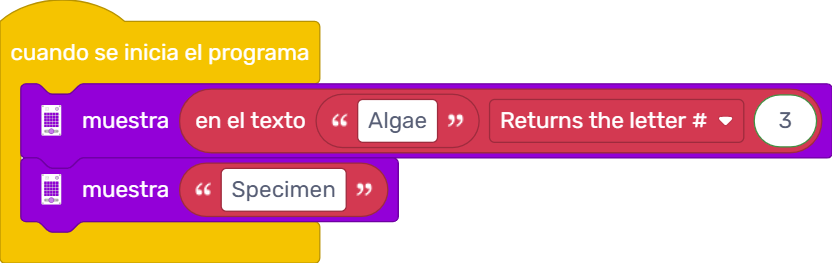 cuando se inicia el programa
muestra en el texto “ Algae ” Returns the letter # 3
muestra “ Specimen ”